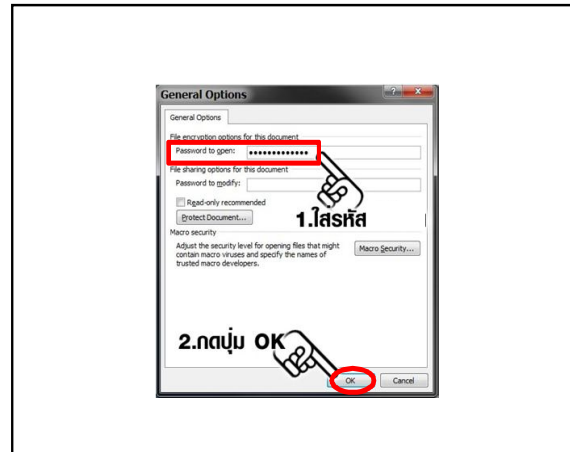 General Options
General Options
File encryption options for this document
Password to open: •••••••••••••
File sharing options for this document
Password to modify:
Read-only recommended
1.ใส่รหัส
Protect Document...
Macro security
Adjust the security level for opening files that might
contain macro viruses and specify the names of
trusted macro developers.
Macro Security...
2.กดปุ่ม OK
OK
Cancel